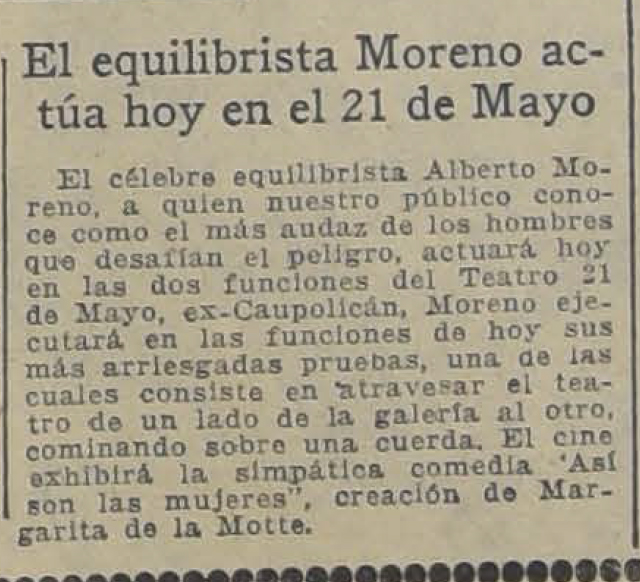 El equilibrista Moreno ac-
túa hoy en el 21 de Mayo
El célebre equilibrista Alberto Mo-
reno, a quien nuestro público cono-
ce como el más audaz de los hombres
que desafían el peligro, actuará hoy
en las dos funciones del Teatro 21
de Mayo, ex-Caupolicán, Moreno eje-
cutará en las funciones de hoy sus
más arriesgadas pruebas, una de las
cuales consiste en atravesar el tea-
tro de un lado de la galería al otro,
cominando sobre una cuerda. El cine
exhibirá la simpática comedia 'Así
son las mujeres", creación de Mar-
garita de la Motte.